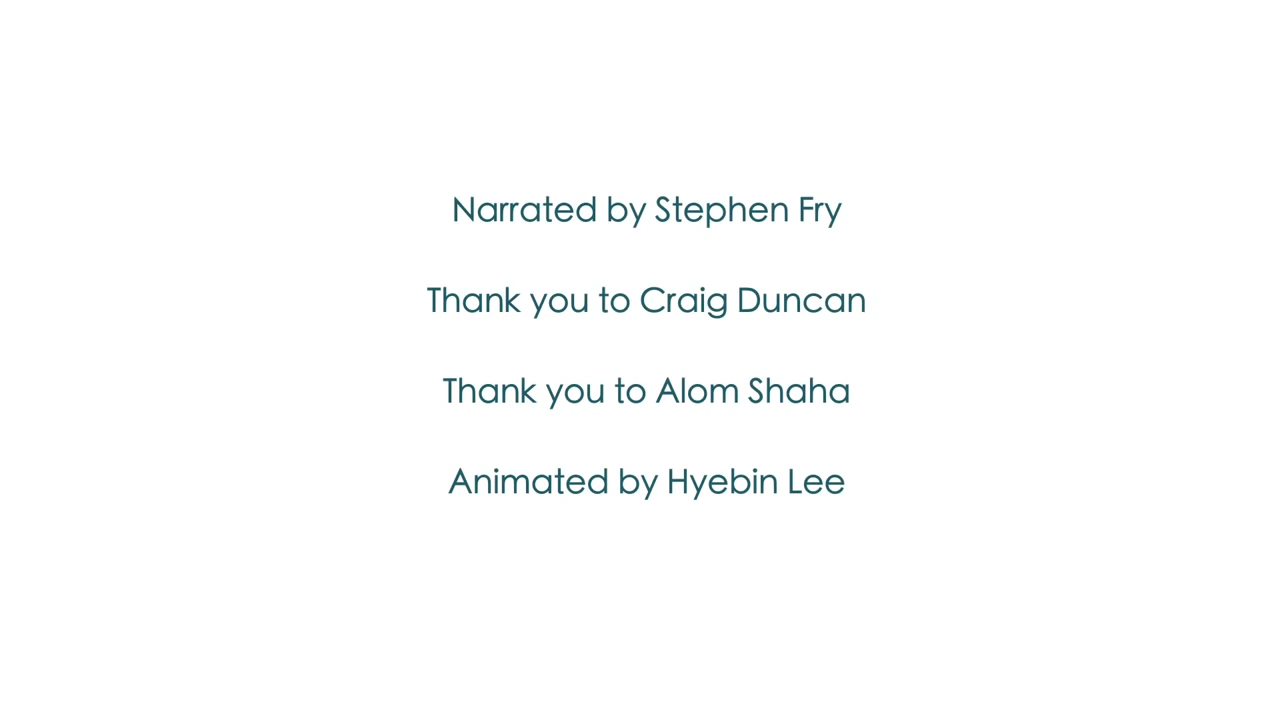 Narrated by Stephen Fry
Thank you to Craig Duncan
Thank you to Alom Shaha
Animated by Hyebin Lee